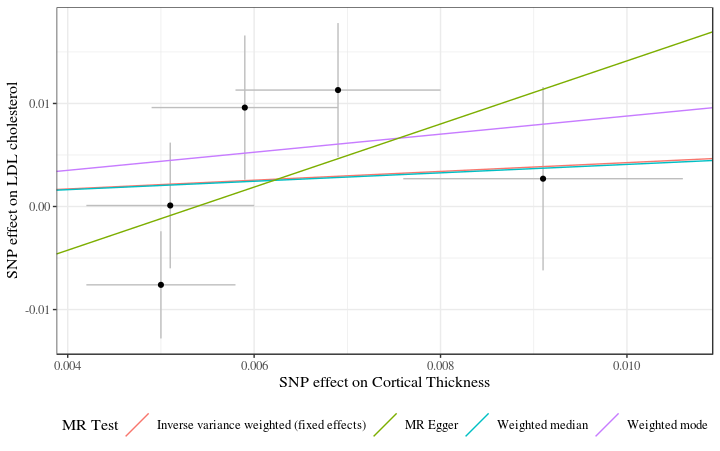 SNP effect on LDL cholesterol
0.01
0.00
-0.01
0.004 0.006 0.008 0.010
SNP effect on Cortical Thickness
MR Test Inverse variance weighted (fixed effects) MR Egger Weighted median Weighted mode